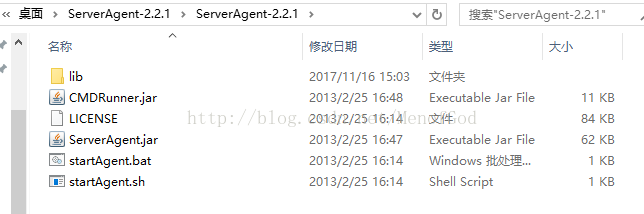 桌面 > ServerAgent-2.2.1 > ServerAgent-2.2.1 > 搜索"ServerAgent-2.2.1"
名称 修改日期 类型 大小
lib 2017/11/16 15:03 文件夹
CMDRunner.jar 2013/2/25 16:48 Executable Jar File 11 KB
LICENSE 2013/2/25 16:14 文件 84 KB
ServerAgent.jar 2013/2/25 16:47 Executable Jar File 62 KB
startAgent.bat 2013/2/25 16:14 Windows 批处理... 1 KB
startAgent.sh 2013/2/25 16:14 Shell Script 1 KB